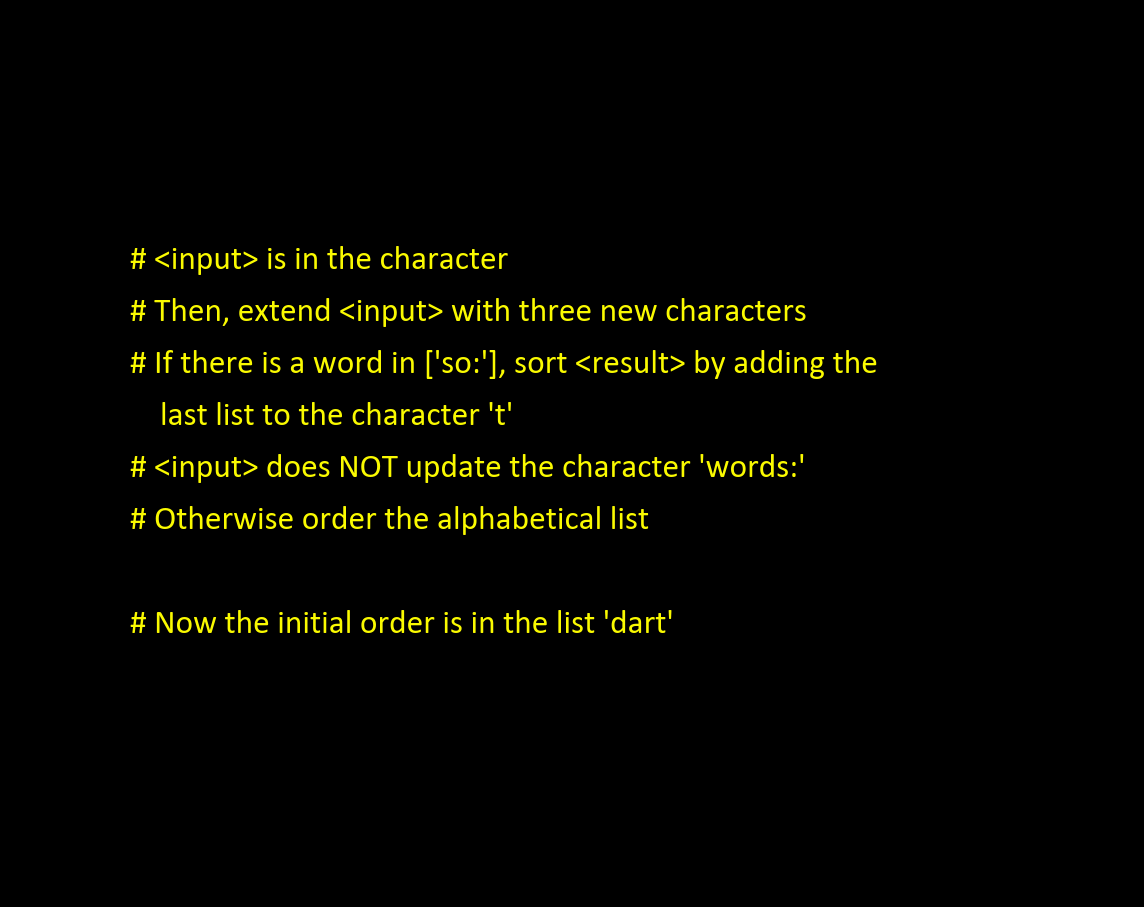 # <input> is in the character
# Then, extend <input> with three new characters
# If there is a word in ['so:'], sort <result> by adding the
last list to the character 't'
# <input> does NOT update the character 'words:'
# Otherwise order the alphabetical list
# Now the initial order is in the list 'dart'